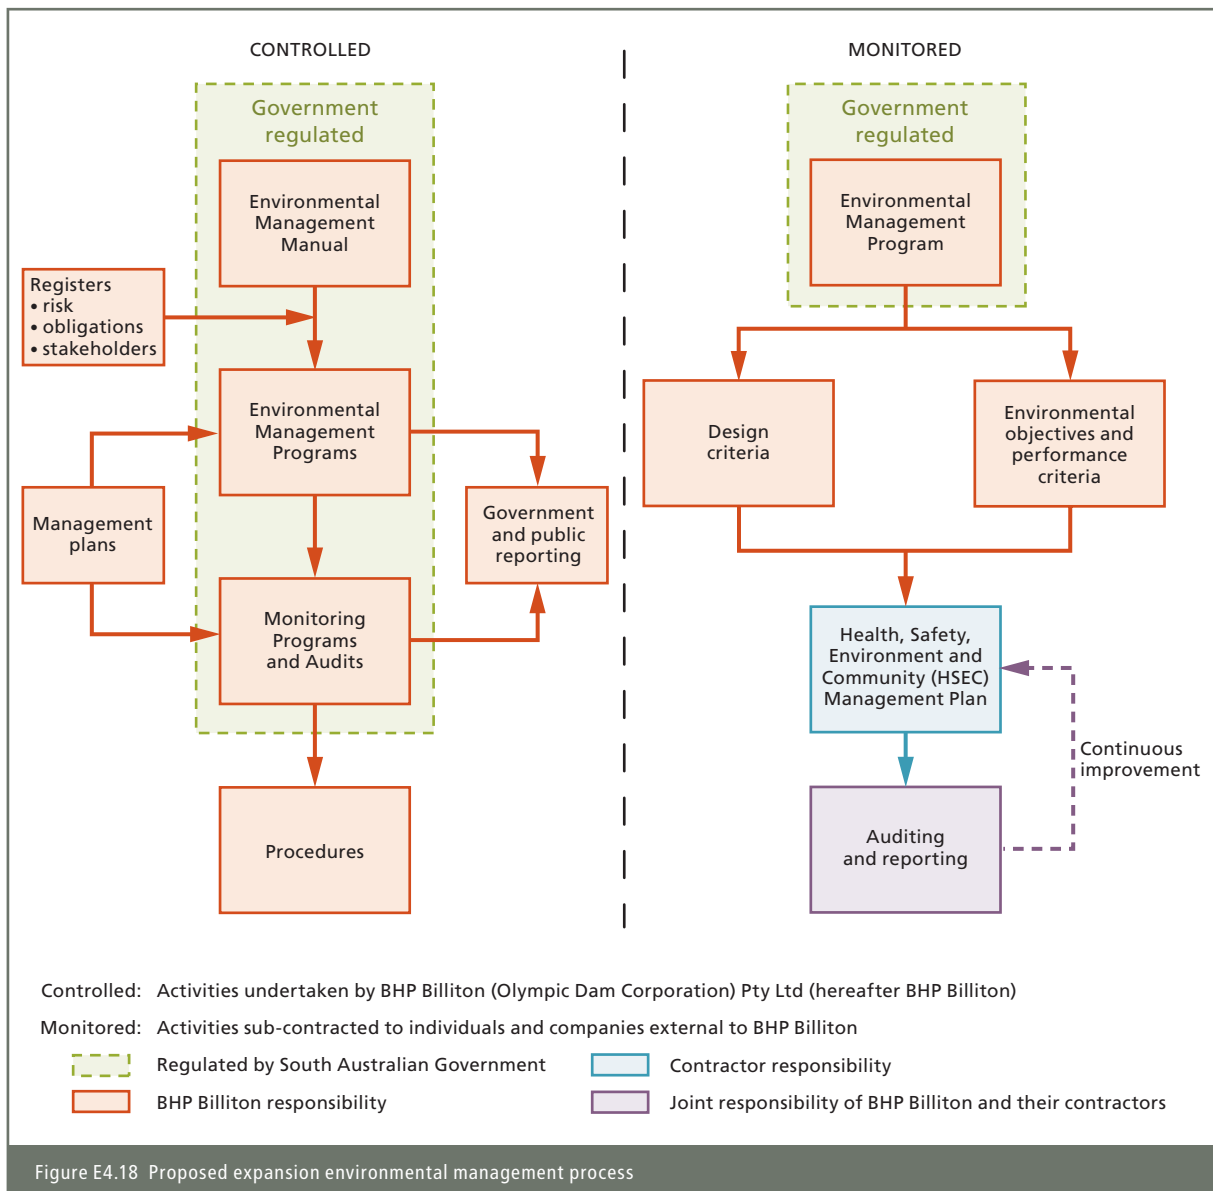 CONTROLLED
Government
regulated
Environmental
Management
Manual
Registers
• risk
• obligations
• stakeholders
Environmental
Management
Programs
Management
plans
Government
and public
reporting
Monitoring
Programs
and Audits
Procedures
MONITORED
Government
regulated
Environmental
Management
Program
Design
criteria
Environmental
objectives and
performance
criteria
Health, Safety,
Environment and
Community (HSEC)
Management Plan
Continuous
improvement
Auditing
and reporting
Controlled: Activities undertaken by BHP Billiton (Olympic Dam Corporation) Pty Ltd (hereafter BHP Billiton)
Monitored: Activities sub-contracted to individuals and companies external to BHP Billiton
Regulated by South Australian Government
Contractor responsibility
BHP Billiton responsibility
Joint responsibility of BHP Billiton and their contractors
Figure E4.18 Proposed expansion environmental management process